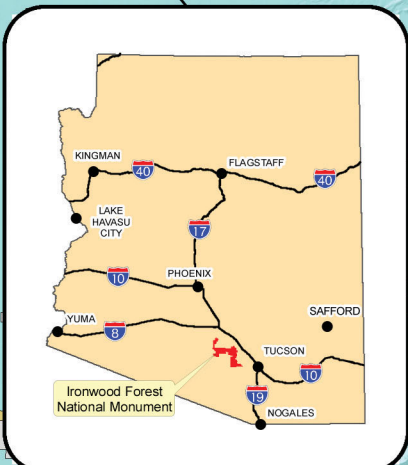 KINGMAN
FLAGSTAFF
40
40
LAKE
HAVASU
CITY
17
10
PHOENIX
SAFFORD
YUMA
8
TUCSON
10
Ironwood Forest
National Monument
19
NOGALES